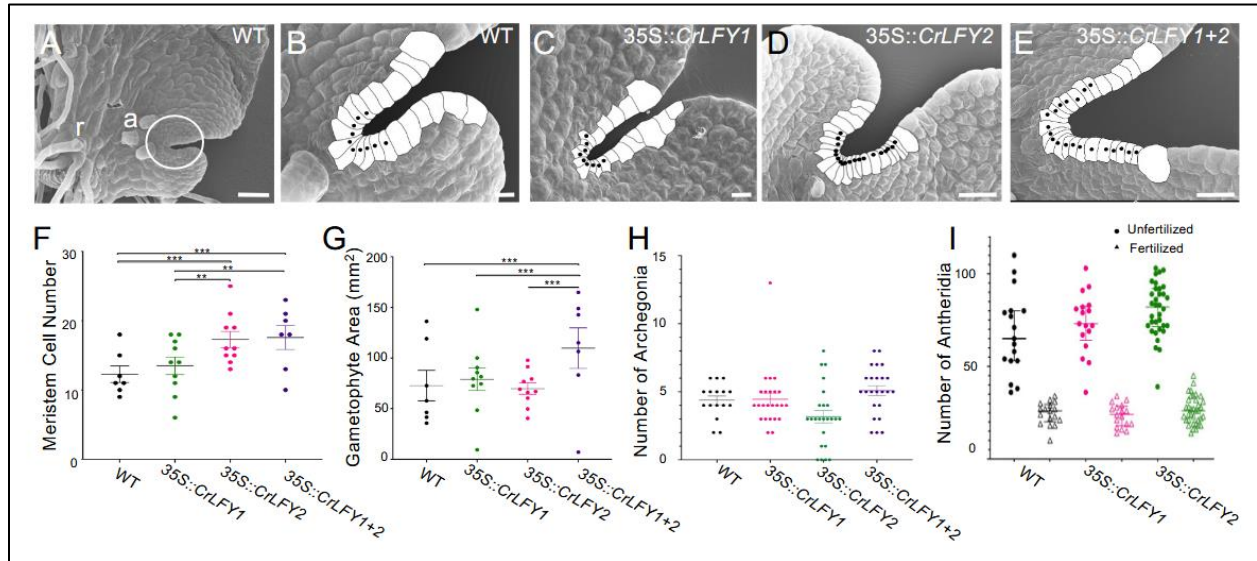 A WT
r a
B WT
C 35S::CrLFY1
D 35S::CrLFY2
E 35S::CrLFY1+2
F
Meristem Cell Number
30
20
10
0
***
***
**
**
WT
35S::CrLFY1
35S::CrLFY2
35S::CrLFY1+2
G
Gametophyte Area (mm2)
200
150
100
50
0
***
***
***
WT
35S::CrLFY1
35S::CrLFY2
35S::CrLFY1+2
H
Number of Archegonia
15
10
5
0
WT
35S::CrLFY1
35S::CrLFY2
35S::CrLFY1+2
I
Unfertilized
Fertilized
Number of Antheridia
100
50
0
WT
35S::CrLFY1
35S::CrLFY2